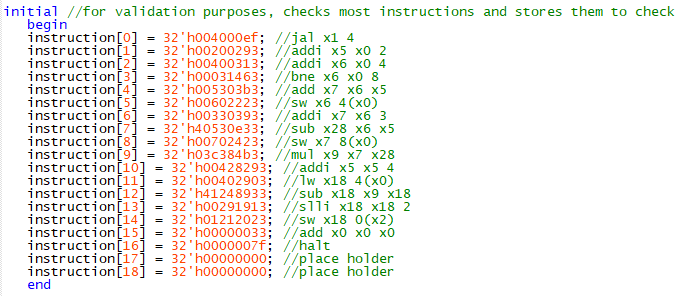 initial //for validation purposes, checks most instructions and stores them to check
begin
instruction[0] = 32'h004000ef; //jal x1 4
instruction[1] = 32'h00200293; //addi x5 x0 2
instruction[2] = 32'h00400313; //addi x6 x0 4
instruction[3] = 32'h00031463; //bne x6 x0 8
instruction[4] = 32'h005303b3; //add x7 x6 x5
instruction[5] = 32'h00602223; //sw x6 4(x0)
instruction[6] = 32'h00330393; //addi x7 x6 3
instruction[7] = 32'h40530e33; //sub x28 x6 x5
instruction[8] = 32'h00702423; //sw x7 8(x0)
instruction[9] = 32'h03c384b3; //mul x9 x7 x28
instruction[10] = 32'h00428293; //addi x5 x5 4
instruction[11] = 32'h00402903; //lw x18 4(x0)
instruction[12] = 32'h41248933; //sub x18 x9 x18
instruction[13] = 32'h00291913; //slli x18 x18 2
instruction[14] = 32'h01212023; //sw x18 0(x2)
instruction[15] = 32'h00000033; //add x0 x0 x0
instruction[16] = 32'h0000007f; //halt
instruction[17] = 32'h00000000; //place holder
instruction[18] = 32'h00000000; //place holder
end